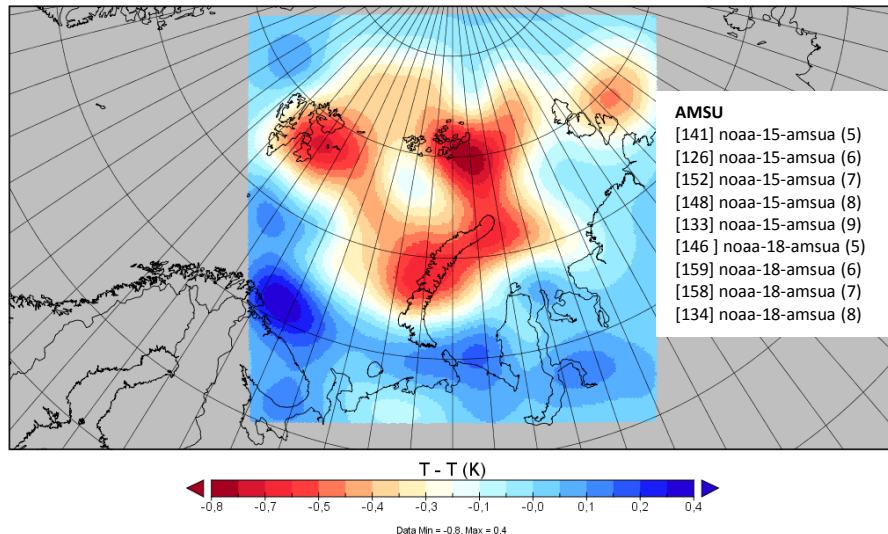 AMSU
[141] noaa-15-amsua (5)
[126] noaa-15-amsua (6)
[152] noaa-15-amsua (7)
[148] noaa-15-amsua (8)
[133] noaa-15-amsua (9)
[146 ] noaa-18-amsua (5)
[159] noaa-18-amsua (6)
[158] noaa-18-amsua (7)
[134] noaa-18-amsua (8)
T - T (K)
-0,8 -0,7 -0,5 -0,4 -0,3 -0,1 -0,0 0,1 0,2 0,4
Data Min = -0.8, Max = 0.4